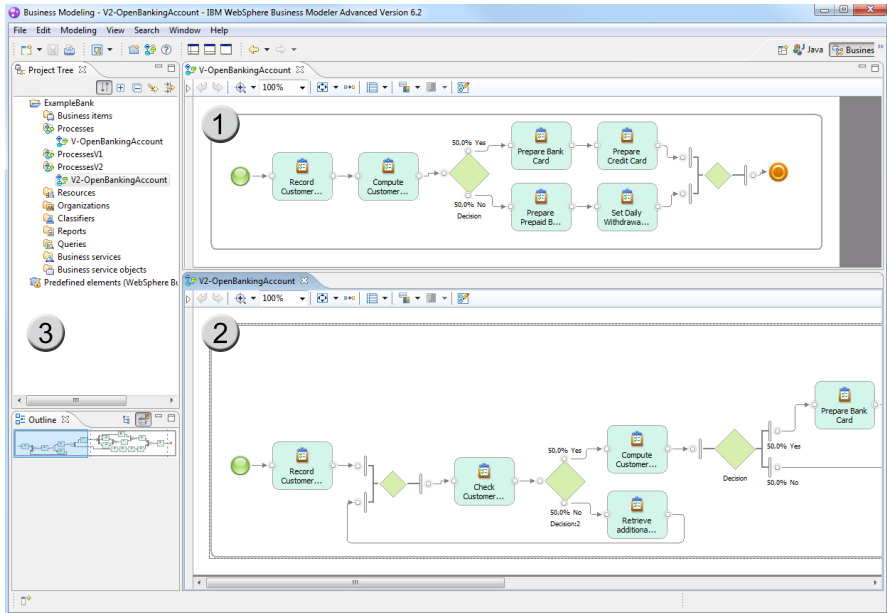 Business Modeling - V2-OpenBankingAccount - IBM WebSphere Business Modeler Advanced Version 6.2
File Edit Modeling View Search Window Help
Java Busines
Project Tree
ExampleBank
Business items
Processes
V-OpenBankingAccount
ProcessesV1
ProcessesV2
V2-OpenBankingAccount
Resources
Organizations
Classifiers
Reports
Queries
Business services
Business service objects
Predefined elements (WebSphere Bu
3
Outline
V-OpenBankingAccount
100%
1
Record
Customer...
Compute
Customer...
50,0% Yes
50,0% No
Decision
Prepare Bank
Card
Prepare
Credit Card
Prepare
Prepaid B...
Set Daily
Withdrawa...
V2-OpenBankingAccount
100%
2
Record
Customer...
Check
Customer...
50,0% Yes
50,0% No
Decision:2
Compute
Customer...
Retrieve
additiona...
Decision
50.0% Yes
50.0% No
Prepare Bank
Card